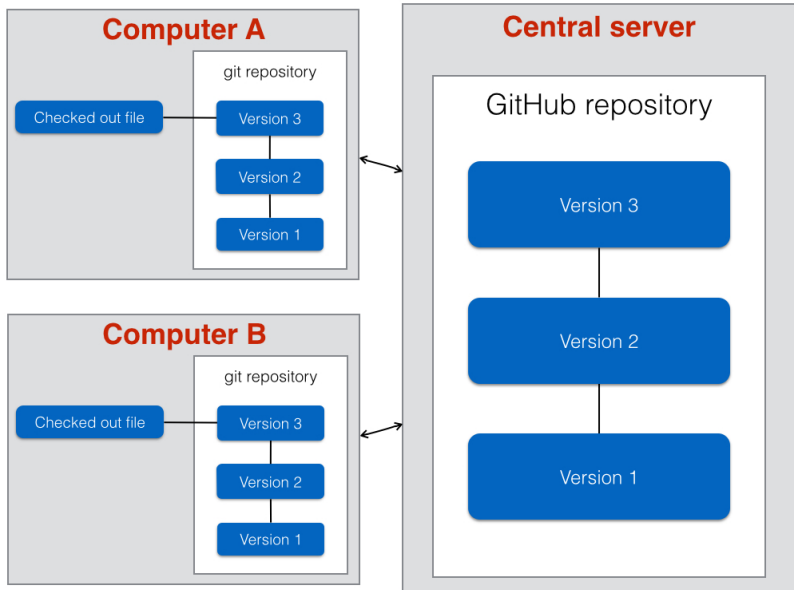 Computer A
git repository
Checked out file
Version 3
Version 2
Version 1
Computer B
git repository
Checked out file
Version 3
Version 2
Version 1
Central server
GitHub repository
Version 3
Version 2
Version 1